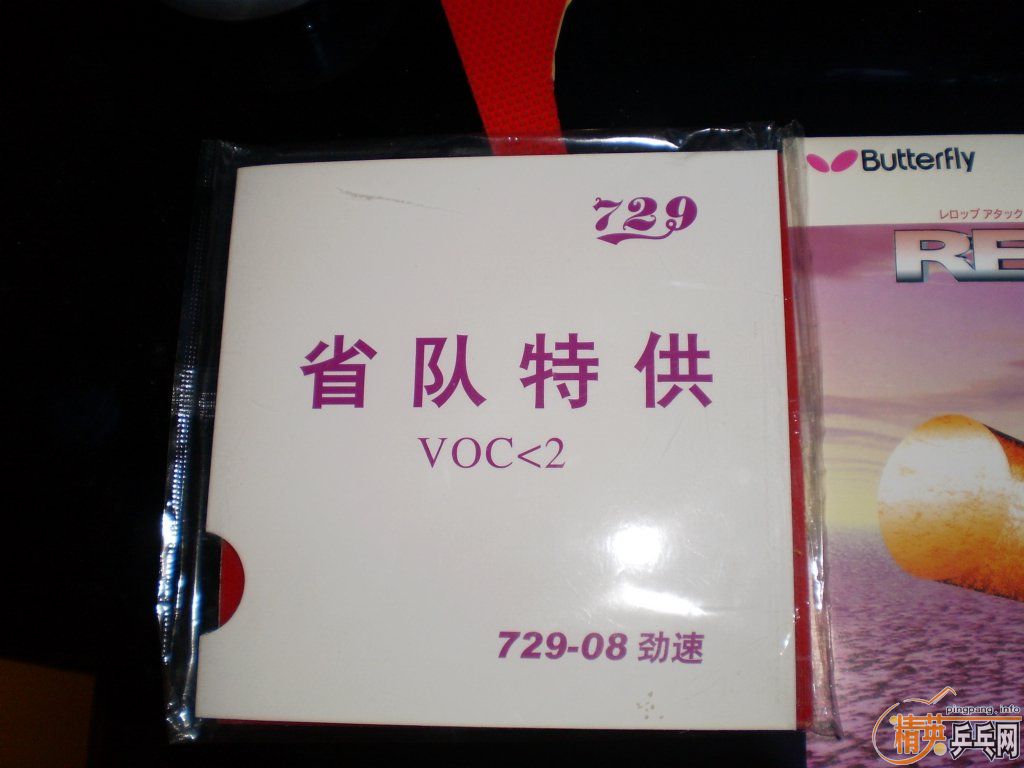 729
省队特供
VOC<2
729-08 劲速
Butterfly
レロップ アタック
RE
pingpang.info
精英乒乓网